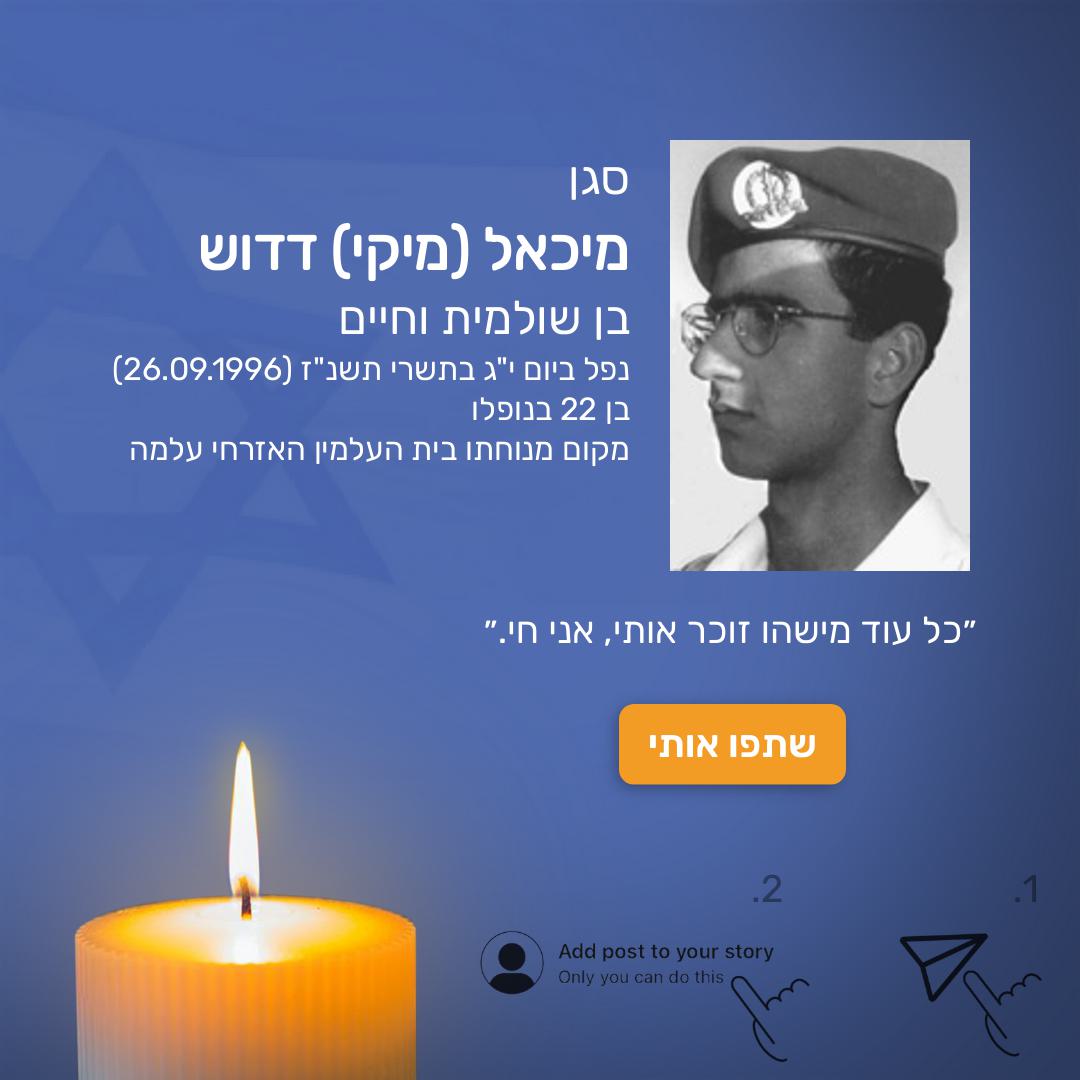 סגן
מיכאל (מיקי) דדוש
בן שולמית וחיים
נפל ביום י"ג בתשרי תשנ"ז (26.09.1996)
בן 22 בנופלו
מקום מנוחתו בית העלמין האזרחי עלמה
״כל עוד מישהו זוכר אותי, אני חי.״
שתפו אותי
1.
2.
Add post to your story
Only you can do this